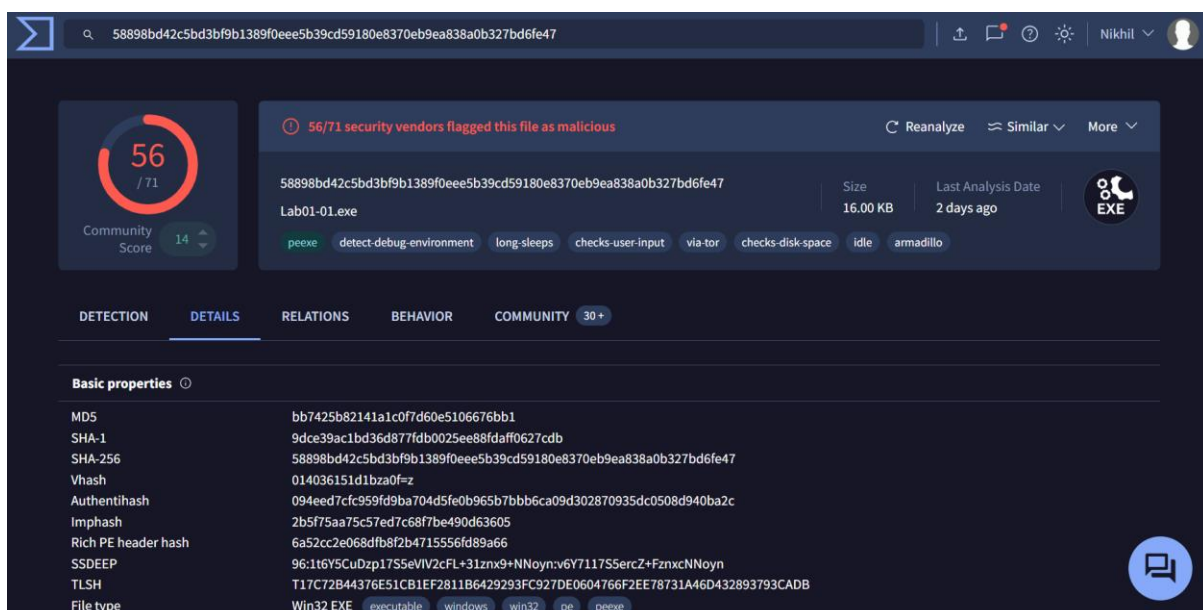 58898bd42c5bd3bf9b1389f0eee5b39cd59180e8370eb9ea838a0b327bd6fe47 Nikhil
56/71 security vendors flagged this file as malicious Reanalyze Similar More
56
/ 71
58898bd42c5bd3bf9b1389f0eee5b39cd59180e8370eb9ea838a0b327bd6fe47
Lab01-01.exe
Size
16.00 KB
Last Analysis Date
2 days ago
EXE
Community
Score
14
peexe detect-debug-environment long-sleeps checks-user-input via-tor checks-disk-space idle armadillo
DETECTION DETAILS RELATIONS BEHAVIOR COMMUNITY 30 +
Basic properties
MD5 bb7425b82141a1c0f7d60e5106676bb1
SHA-1 9dce39ac1bd36d877fdb0025ee88fdaff0627cdb
SHA-256 58898bd42c5bd3bf9b1389f0eee5b39cd59180e8370eb9ea838a0b327bd6fe47
Vhash 014036151d1bza0f=z
Authentihash 094eed7cfc959fd9ba704d5fe0b965b7bbb6ca09d302870935dc0508d940ba2c
Imphash 2b5f75aa75c57ed7c68f7be490d63605
Rich PE header hash 6a52cc2e068dfb8f2b4715556fd89a66
SSDEEP 96:1t6Y5CuDzp17S5eVIV2cFL+31znx9+NNoyn:v6Y7117S5ercZ+FznxcNNoyn
TLSH T17C72B44376E51CB1EF2811B6429293FC927DE0604766F2EE78731A46D432893793CADB
File type Win32 EXE executable windows win32 pe peexe